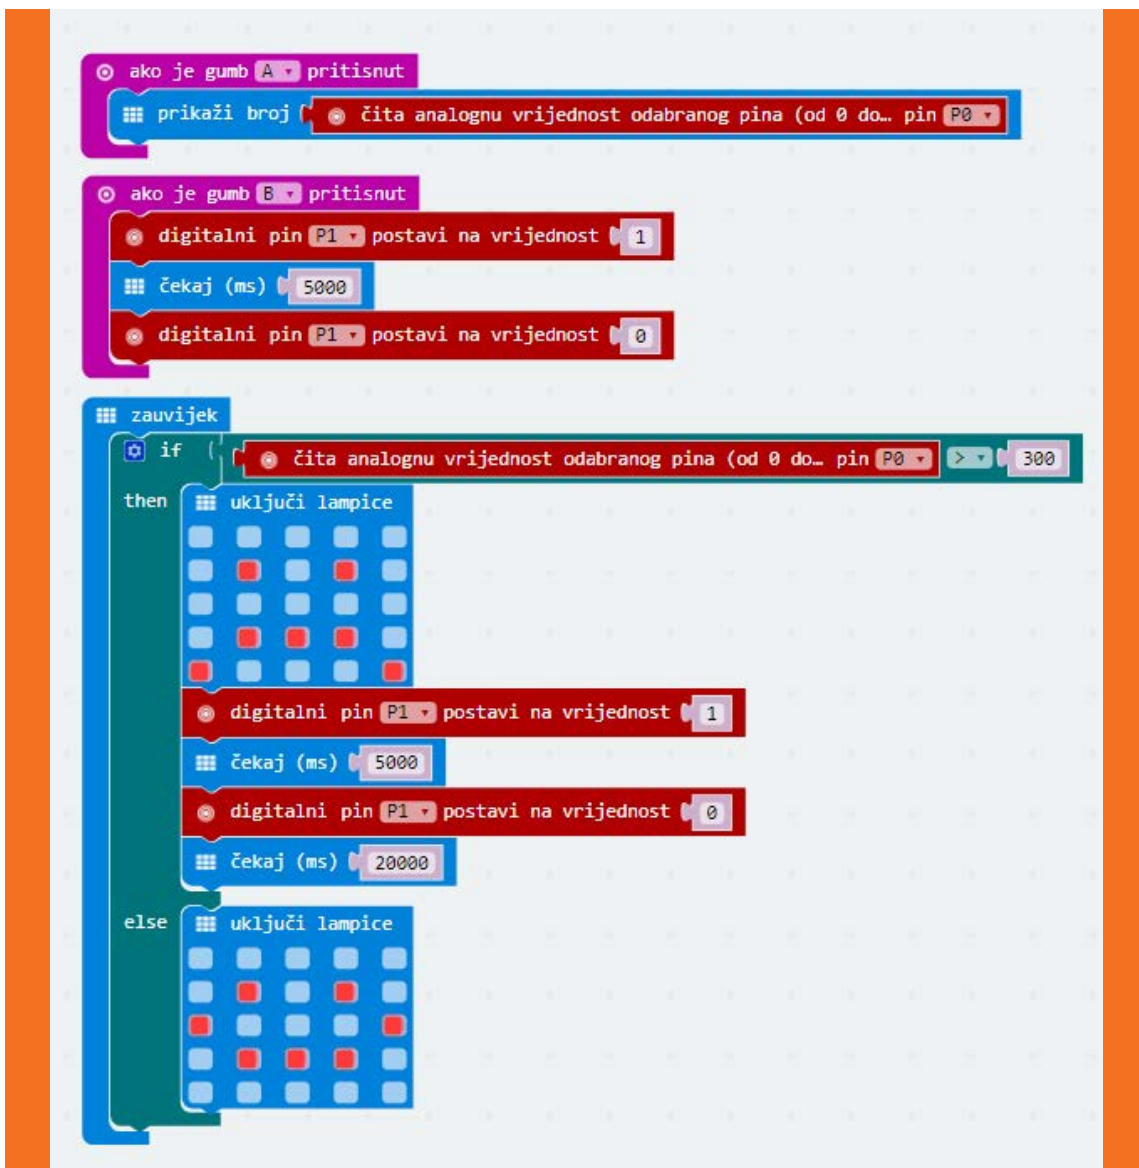 ako je gumb A pritisnut
prikaži broj čita analognu vrijednost odabranog pina (od 0 do… pin P0
ako je gumb B pritisnut
digitalni pin P1 postavi na vrijednost 1
čekaj (ms) 5000
digitalni pin P1 postavi na vrijednost 0
zauvijek
if čita analognu vrijednost odabranog pina (od 0 do… pin P0 > 300
then uključi lampice
digitalni pin P1 postavi na vrijednost 1
čekaj (ms) 5000
digitalni pin P1 postavi na vrijednost 0
čekaj (ms) 20000
else uključi lampice